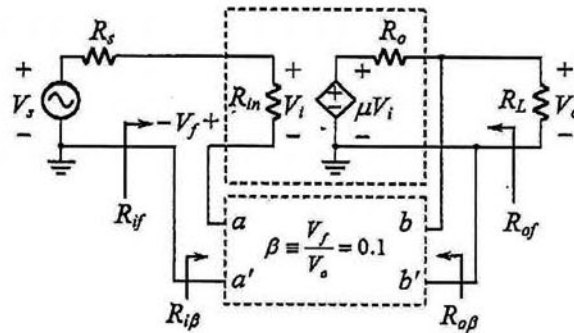 R_s
R_o
+ V_s −
R_in
+ V_i −
+ μV_i −
R_L
+ V_o −
− V_f +
R_if
a
β ≡ V_f / V_o = 0.1
b
R_of
a'
b'
R_iβ
R_oβ